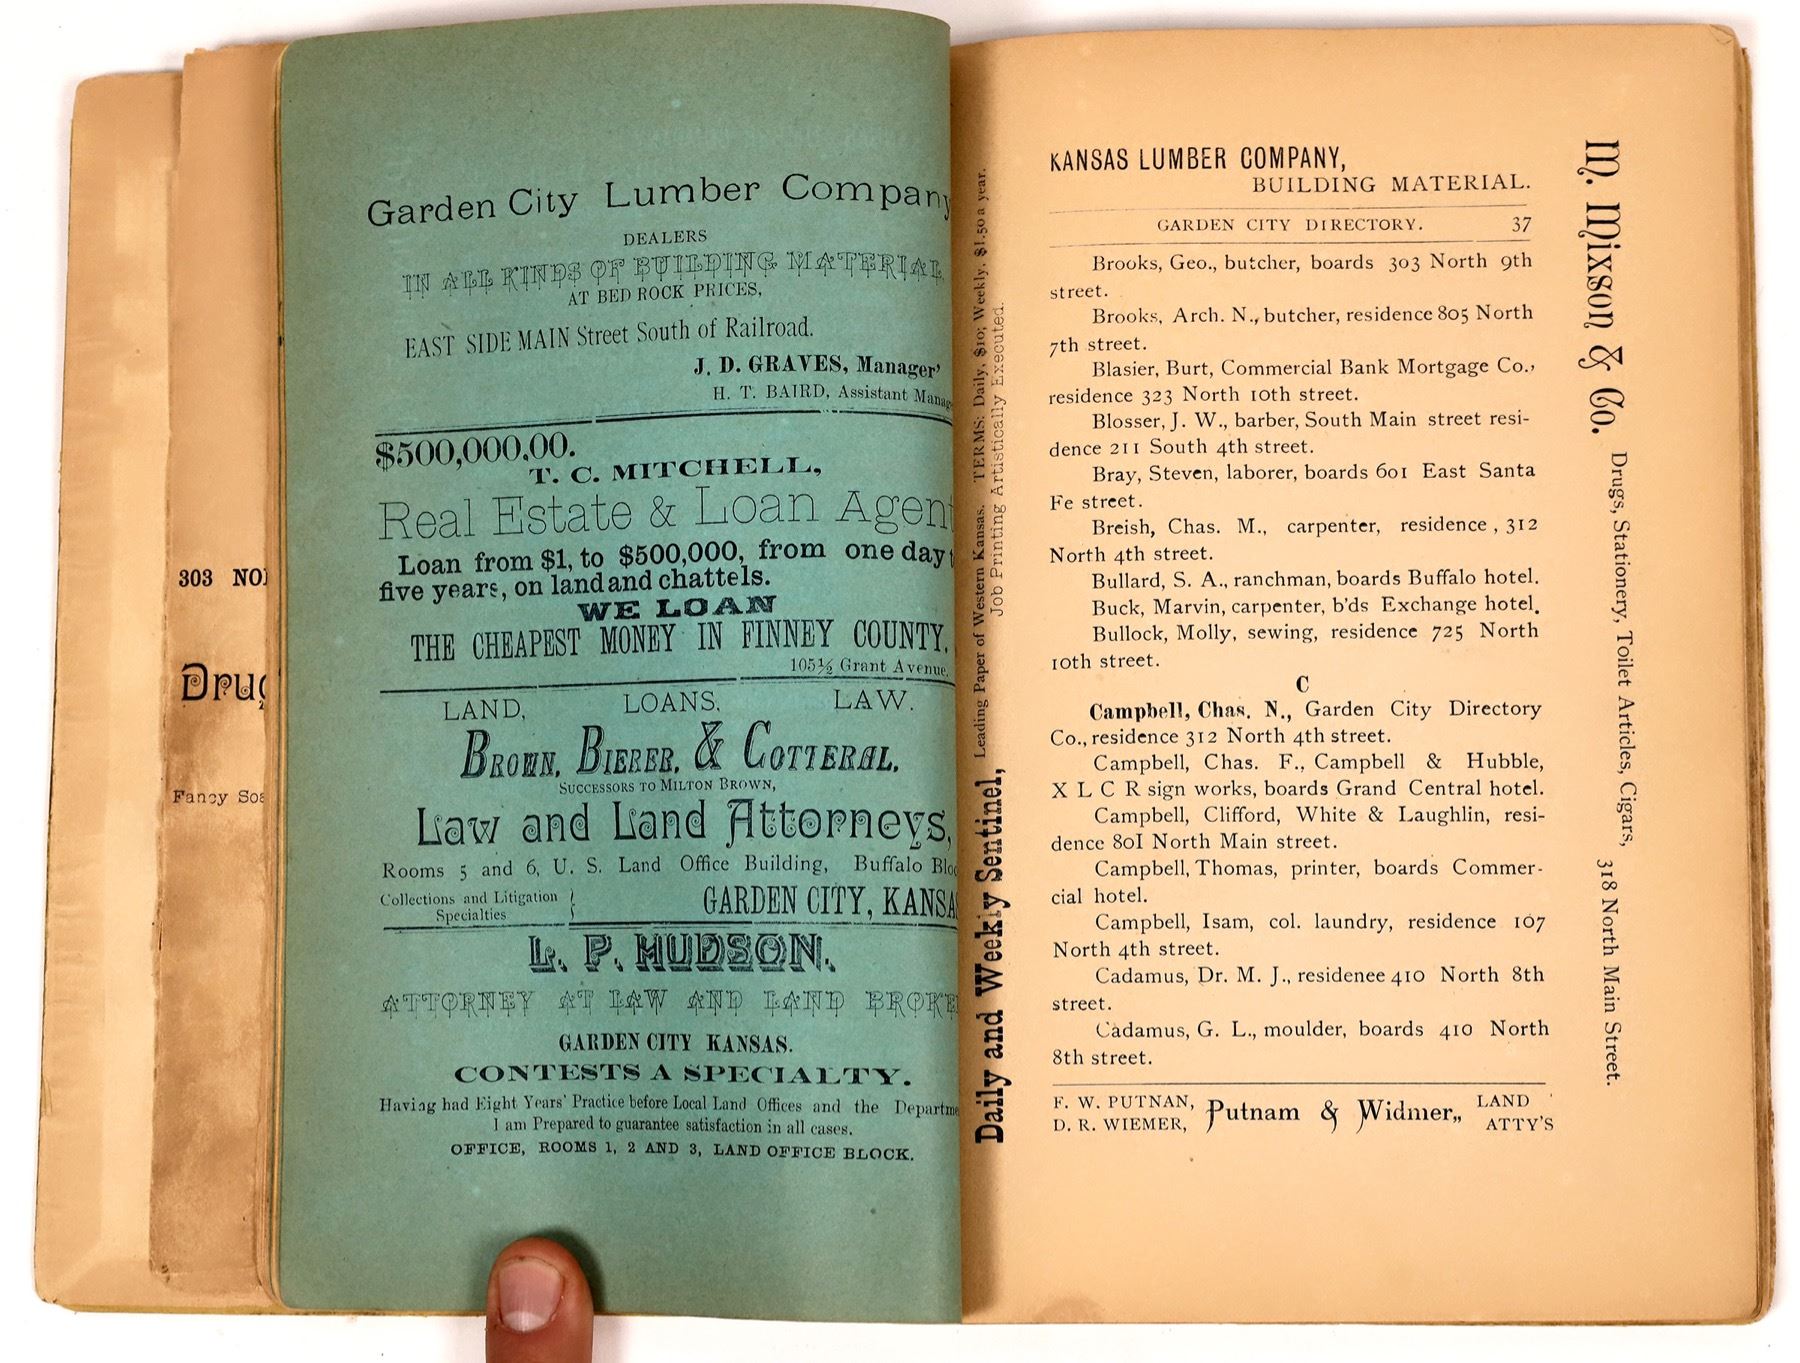 303 NO
Drug
Fancy Soa
Garden City Lumber Company
DEALERS
IN ALL KINDS OF BUILDING MATERIAL
AT BED ROCK PRICES,
EAST SIDE MAIN Street South of Railroad.
J. D. GRAVES, Manager'
H. T. BAIRD, Assistant Manag
$500,000,00.
T. C. MITCHELL,
Real Estate & Loan Agent
Loan from $1, to $500,000, from one day t
five years, on land and chattels.
WE LOAN
THE CHEAPEST MONEY IN FINNEY COUNTY.
105½ Grant Avenue.
LAND, LOANS. LAW.
BROWN, BIERER, & COTTERAL.
SUCCESSORS TO MILTON BROWN,
Law and Land Attorneys,
Rooms 5 and 6, U. S. Land Office Building, Buffalo Bloc
Collections and Litigation
Specialties
GARDEN CITY, KANSA
L. P. HUDSON.
ATTORNEY AT LAW AND LAND BROKE
GARDEN CITY KANSAS.
CONTESTS A SPECIALTY.
Having had Eight Years' Practice before Local Land Offices and the Departme
I am Prepared to guarantee satisfaction in all cases.
OFFICE, ROOMS 1, 2 AND 3, LAND OFFICE BLOCK.
Daily and Weekly Sentinel, Leading Paper of Western Kansas. TERMS: Daily, $10; Weekly, $1.50 a year.
Job Printing Artistically Executed.
KANSAS LUMBER COMPANY,
BUILDING MATERIAL.
GARDEN CITY DIRECTORY. 37
Brooks, Geo., butcher, boards 303 North 9th
street.
Brooks, Arch. N., butcher, residence 805 North
7th street.
Blasier, Burt, Commercial Bank Mortgage Co.,
residence 323 North 10th street.
Blosser, J. W., barber, South Main street resi-
dence 211 South 4th street.
Bray, Steven, laborer, boards 601 East Santa
Fe street.
Breish, Chas. M., carpenter, residence , 312
North 4th street.
Bullard, S. A., ranchman, boards Buffalo hotel.
Buck, Marvin, carpenter, b'ds Exchange hotel.
Bullock, Molly, sewing, residence 725 North
10th street.
C
Campbell, Chas. N., Garden City Directory
Co., residence 312 North 4th street.
Campbell, Chas. F., Campbell & Hubble,
X L C R sign works, boards Grand Central hotel.
Campbell, Clifford, White & Laughlin, resi-
dence 801 North Main street.
Campbell, Thomas, printer, boards Commer-
cial hotel.
Campbell, Isam, col. laundry, residence 107
North 4th street.
Cadamus, Dr. M. J., residenee 410 North 8th
street.
Cadamus, G. L., moulder, boards 410 North
8th street.
F. W. PUTNAN,
D. R. WIEMER,
Putnam & Widmer,,
LAND
ATTY'S
M. Mixson & Co. Drugs, Stationery, Toilet Articles, Cigars,
318 North Main Street.